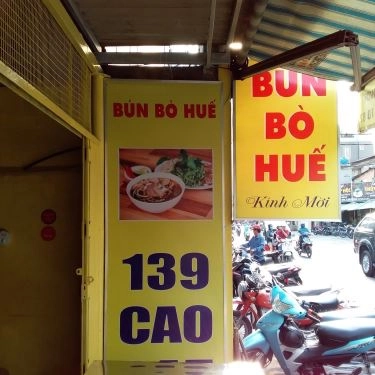 BÚN BÒ HUẾ
139
CAO
BÚN
BÒ
HUẾ
Kính Mời